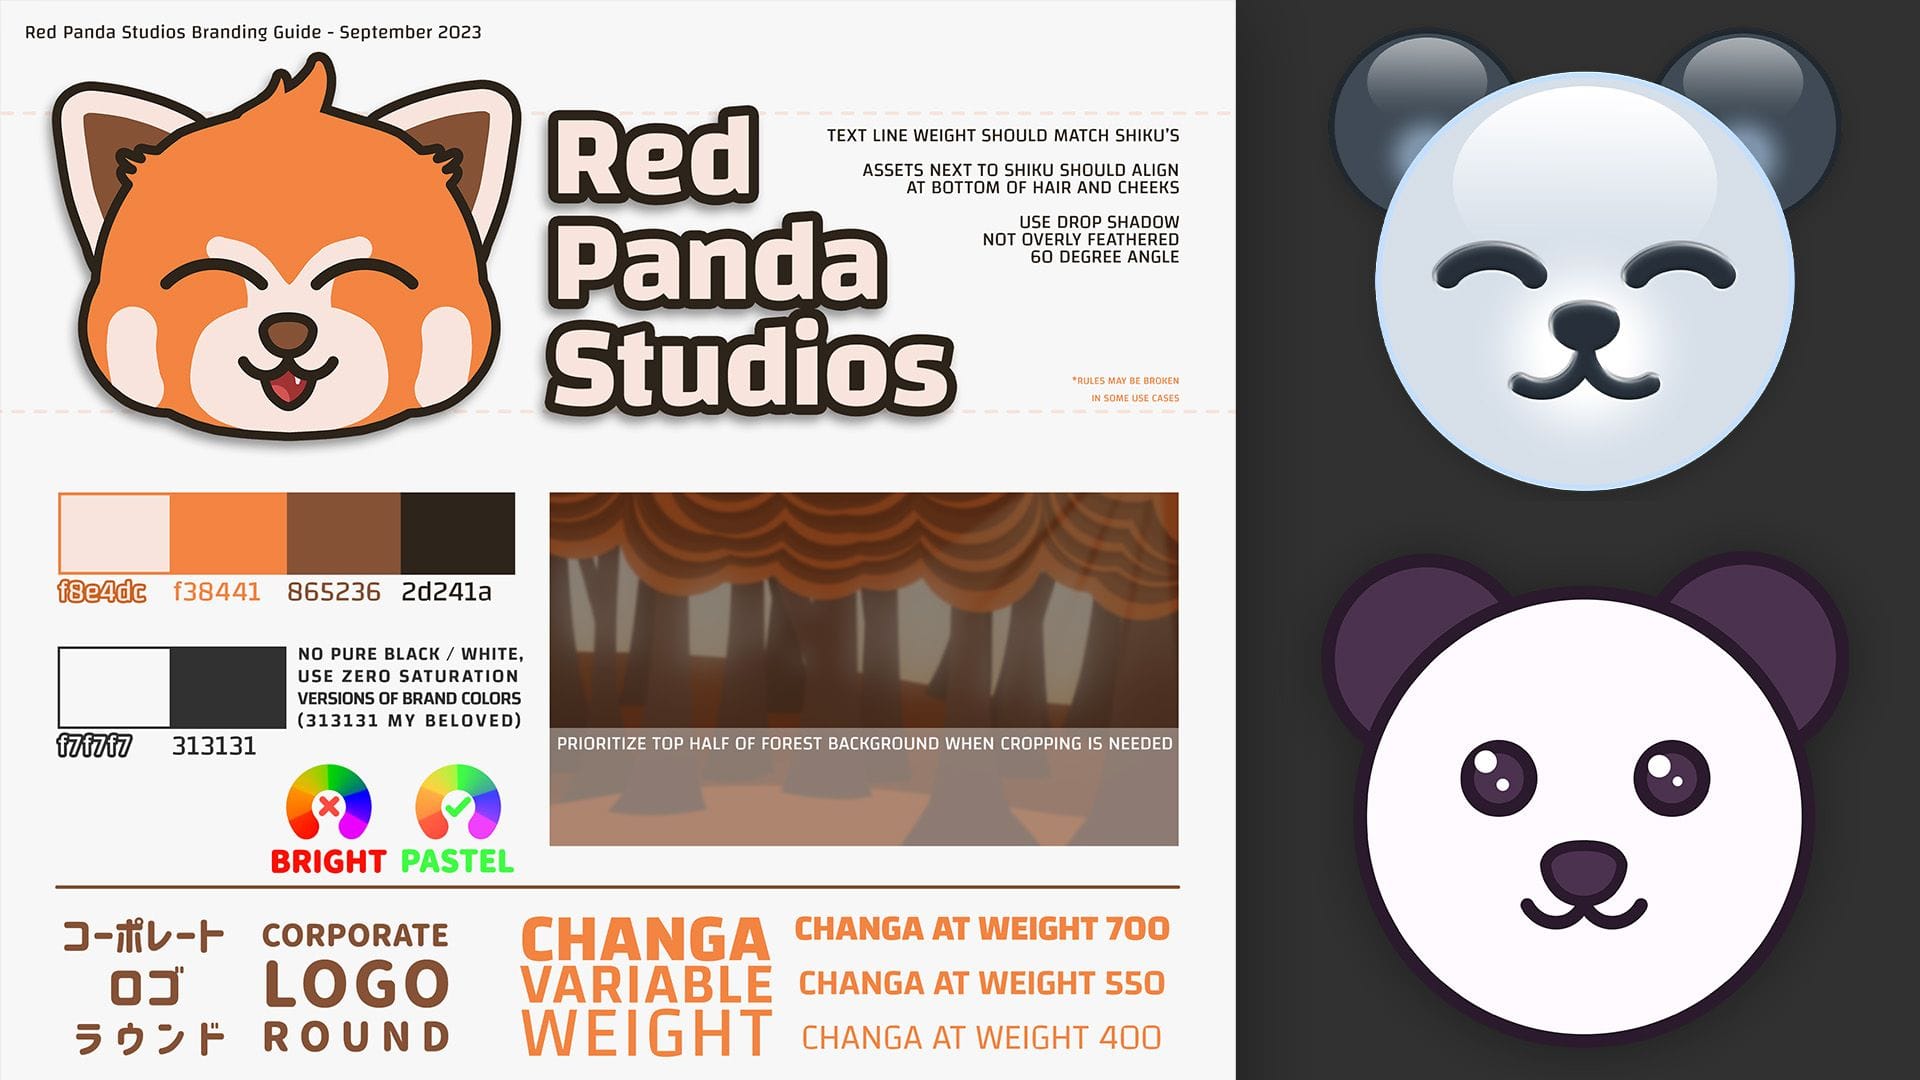 Red Panda Studios Branding Guide - September 2023
Red
Panda
Studios
TEXT LINE WEIGHT SHOULD MATCH SHIKU'S
ASSETS NEXT TO SHIKU SHOULD ALIGN
AT BOTTOM OF HAIR AND CHEEKS
USE DROP SHADOW
NOT OVERLY FEATHERED
60 DEGREE ANGLE
*RULES MAY BE BROKEN
IN SOME USE CASES
f8e4dc f38441 865236 2d241a
f7f7f7 313131
NO PURE BLACK / WHITE,
USE ZERO SATURATION
VERSIONS OF BRAND COLORS
(313131 MY BELOVED)
BRIGHT PASTEL
PRIORITIZE TOP HALF OF FOREST BACKGROUND WHEN CROPPING IS NEEDED
コーポレート
ロゴ
ラウンド
CORPORATE
LOGO
ROUND
CHANGA
VARIABLE
WEIGHT
CHANGA AT WEIGHT 700
CHANGA AT WEIGHT 550
CHANGA AT WEIGHT 400